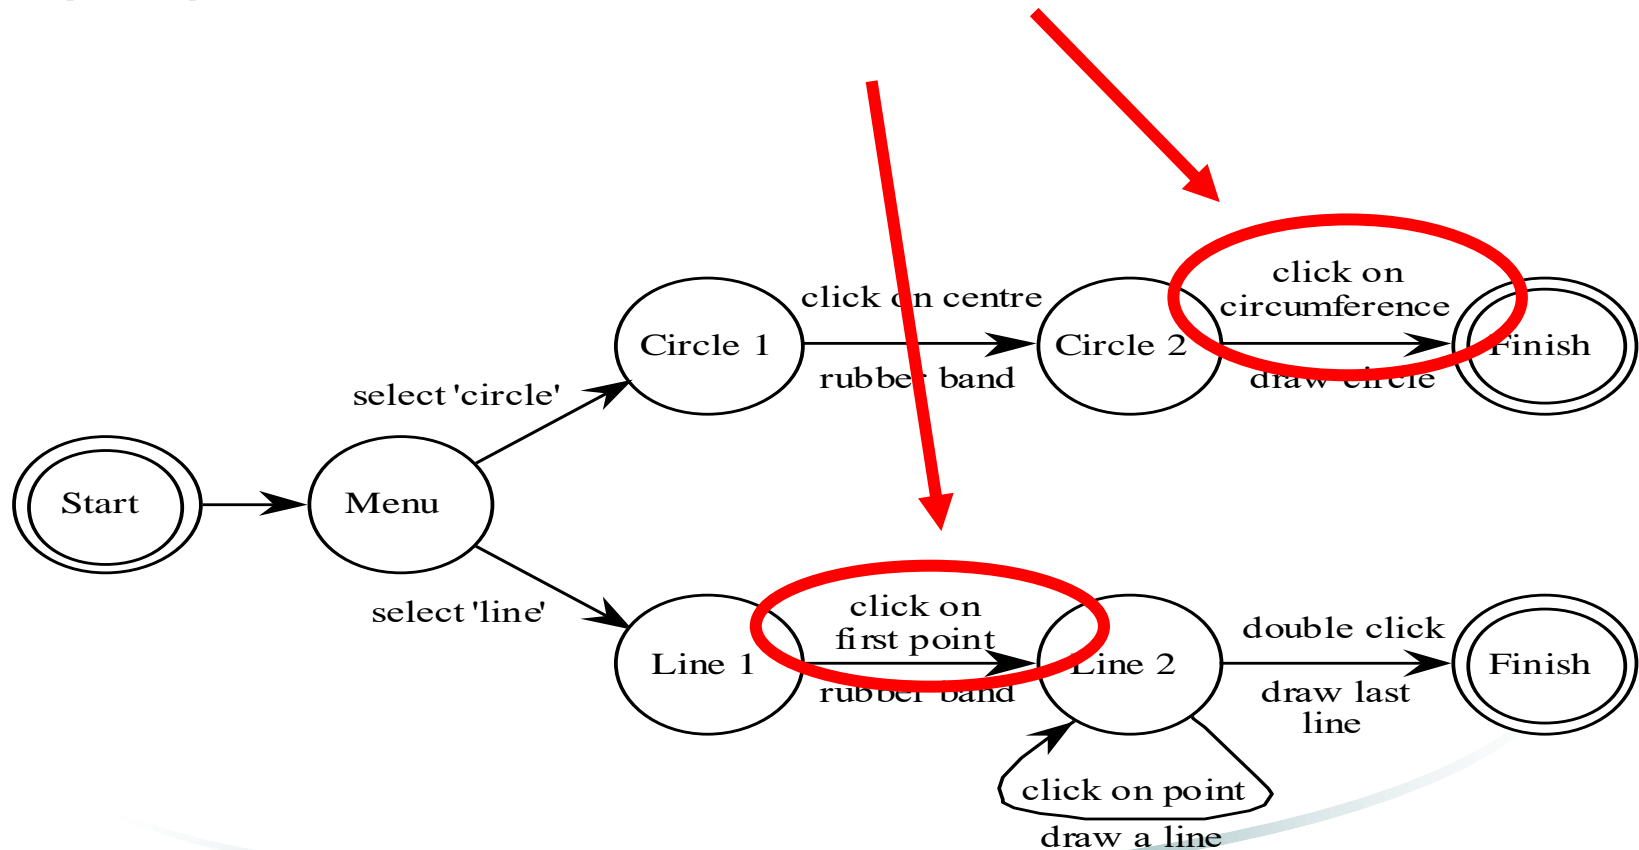 click on
circumference
click on centre
Circle 1
Circle 2
Finish
rubber band
draw circle
select 'circle'
Start
Menu
select 'line'
click on
first point
double click
Line 1
Line 2
Finish
rubber band
draw last
line
click on point
draw a line